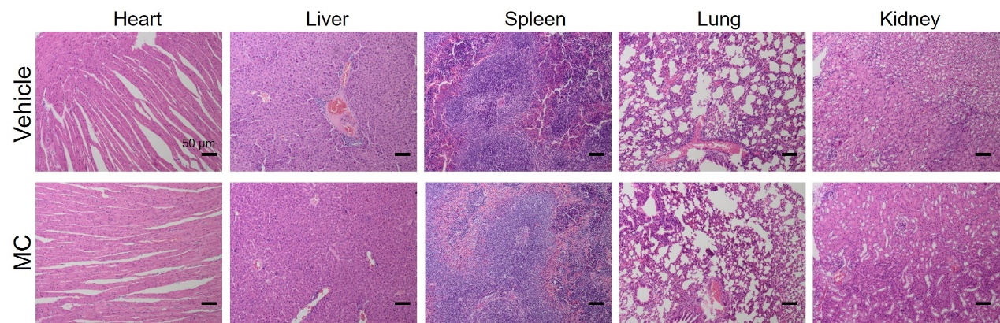 Heart Liver Spleen Lung Kidney
Vehicle
50 μm
MC